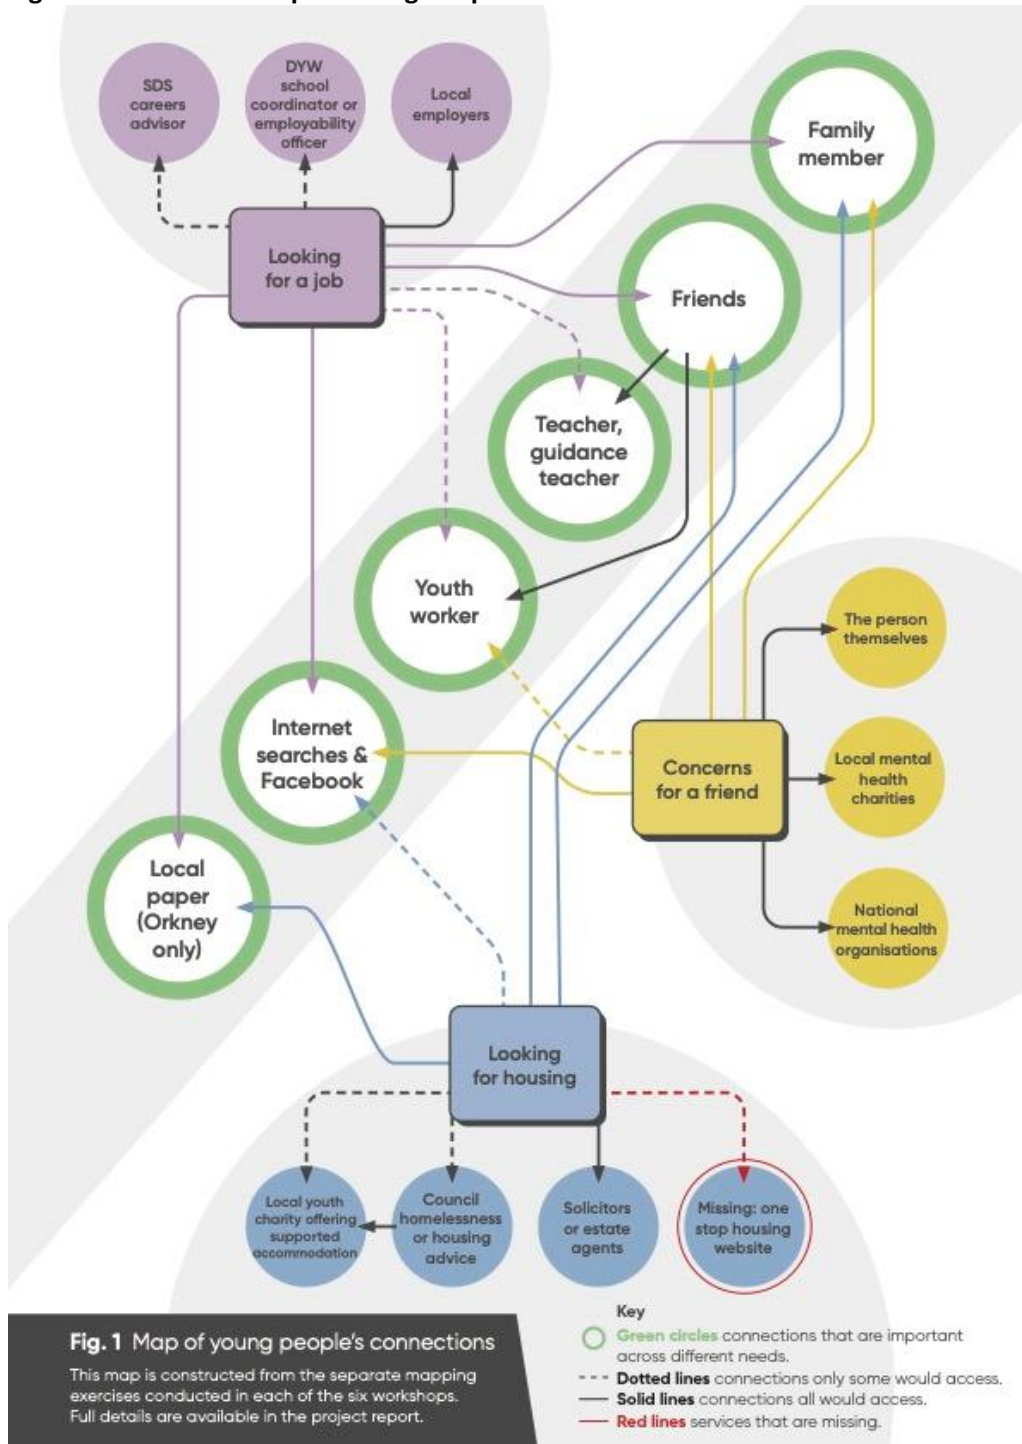 SDS
careers
advisor
DYW
school
coordinator or
employability
officer
Local
employers
Family
member
Looking
for a job
Friends
Teacher,
guidance
teacher
Youth
worker
The person
themselves
Internet
searches &
Facebook
Concerns
for a friend
Local mental
health
charities
Local
paper
(Orkney
only)
National
mental health
organisations
Looking
for housing
Local youth
charity offering
supported
accommodation
Council
homelessness
or housing
advice
Solicitors
or estate
agents
Missing: one
stop housing
website
Fig. 1 Map of young people's connections
This map is constructed from the separate mapping
exercises conducted in each of the six workshops.
Full details are available in the project report.
Key
Green circles connections that are important
across different needs.
Dotted lines connections only some would access.
Solid lines connections all would access.
Red lines services that are missing.